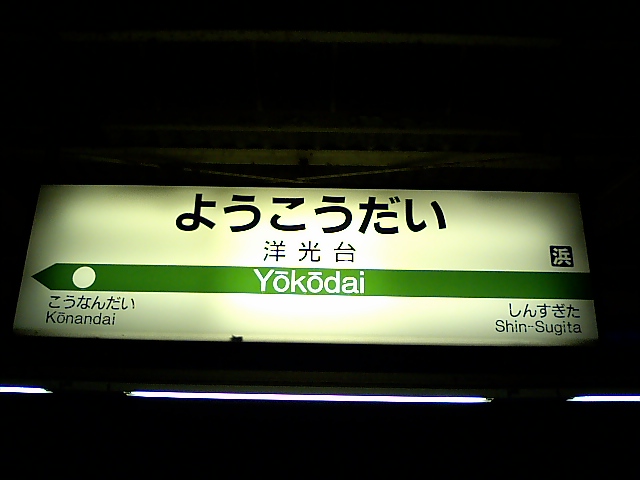 ようこうだい
洋光台
浜
Yōkōdai
こうなんだい
Kōnandai
しんすぎた
Shin-Sugita